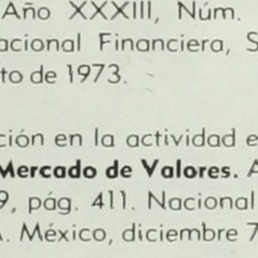 Año XXXIII, Núm.
acional Financiera, S
to de 1973.
ción en la actividad e
Mercado de Valores. A
9, pág. 411. Nacional
A. México, diciembre 7